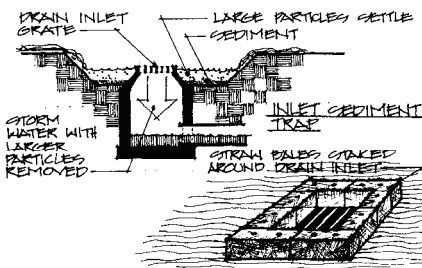 DRAIN INLET
GRATE
LARGE PARTICLES SETTLE
SEDIMENT
STORM
WATER WITH
LARGER
PARTICLES
REMOVED
INLET SEDIMENT
TRAP
STRAW BALES STAKED
AROUND DRAIN INLET